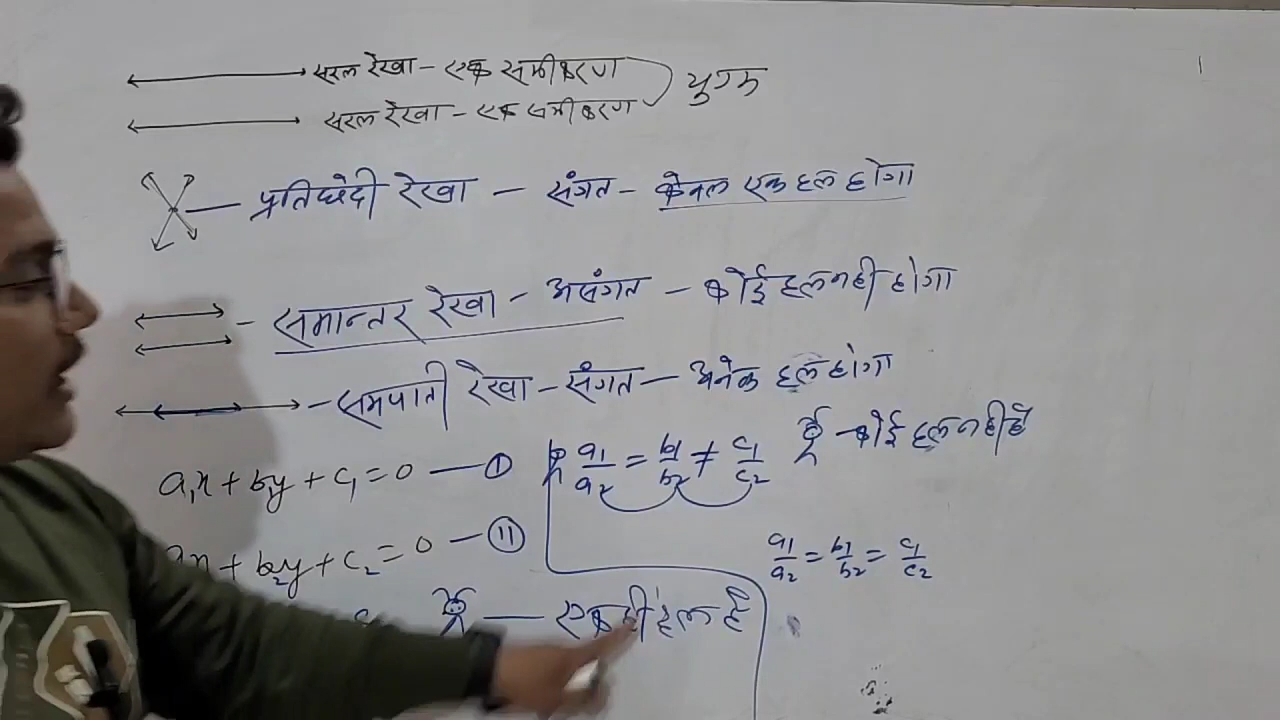 सरल रेखा - एक समीकरण
सरल रेखा - एक समीकरण
युग्म
प्रतिछेदी रेखा - संगत - केवल एक हल होगा
समान्तर रेखा - असंगत - कोई हल नही होगा
समपाती रेखा - संगत - अनेक हल होगा
a₁x + b₁y + c₁ = 0 — ①
a₁/a₂ = b₁/b₂ ≠ c₁/c₂
- कोई हल नही है
x + b₂y + c₂ = 0 — ⑪
a₁/a₂ = b₁/b₂ = c₁/c₂
— एक ही हल है